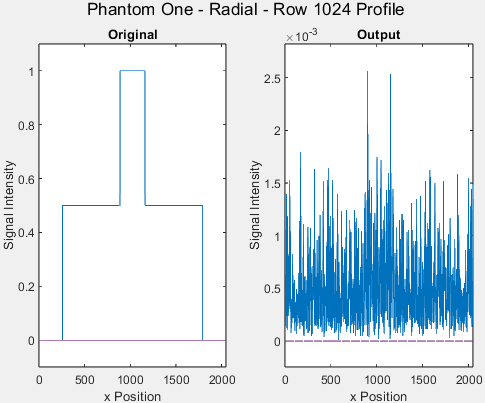 Phantom One - Radial - Row 1024 Profile
Original
Signal Intensity
1
0.8
0.6
0.4
0.2
0
0 500 1000 1500 2000
x Position
Output
×10⁻³
Signal Intensity
2.5
2
1.5
1
0.5
0
0 500 1000 1500 2000
x Position